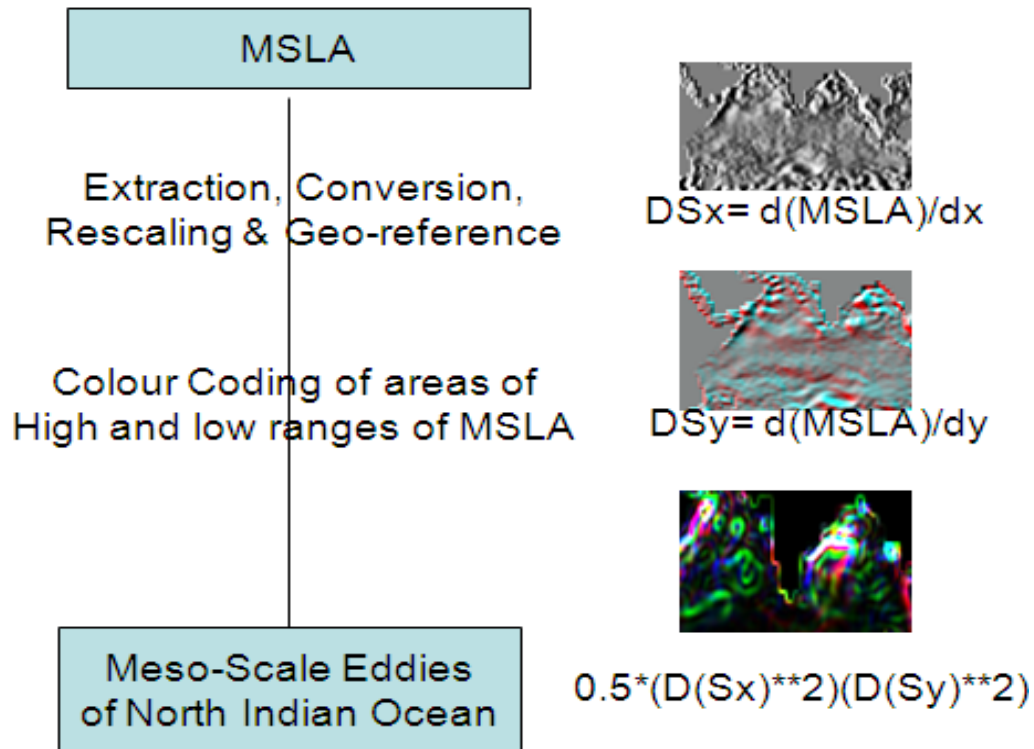 MSLA
Extraction, Conversion,
Rescaling & Geo-reference
Colour Coding of areas of
High and low ranges of MSLA
Meso-Scale Eddies
of North Indian Ocean
DSx= d(MSLA)/dx
DSy= d(MSLA)/dy
0.5*(D(Sx)**2)(D(Sy)**2)